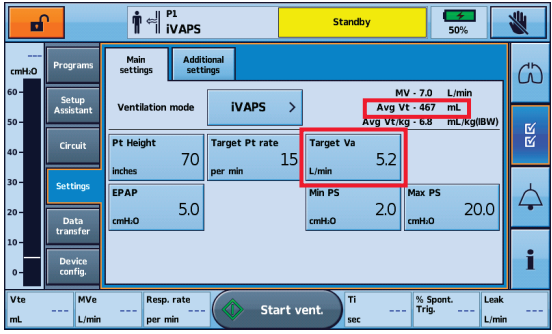 P1
iVAPS
Standby
50%
---
cmH₂O
60
50
40
30
20
10
0
Programs
Setup
Assistant
Circuit
Settings
Data
transfer
Device
config.
Main
settings
Additional
settings
Ventilation mode
iVAPS >
MV - 7.0 L/min
Avg Vt - 467 mL
Avg Vt/kg - 6.8 mL/kg(IBW)
Pt Height
70
inches
Target Pt rate
15
per min
Target Va
5.2
L/min
EPAP
5.0
cmH₂O
Min PS
2.0
cmH₂O
Max PS
20.0
cmH₂O
Vte
---
mL
MVe
---
L/min
Resp. rate
---
per min
Start vent.
Ti
---
sec
% Spont.
Trig. ---
Leak
---
L/min